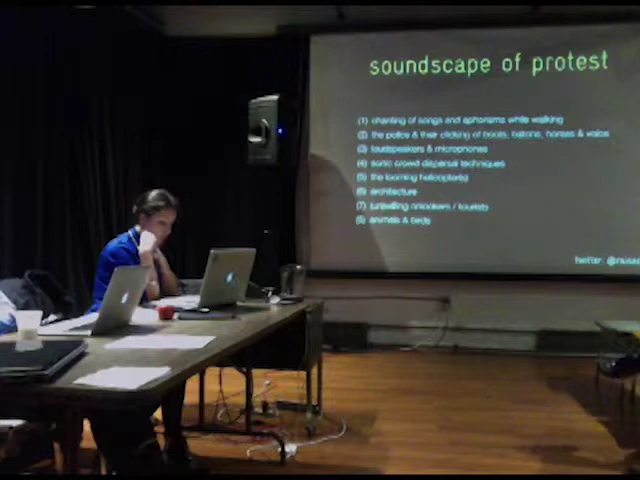 soundscape of protest
(1) chanting of songs and aphorisms while walking
(2) the police & their clicking of boots, batons, horses &
(3) loudspeakers & microphones
(4) sonic crowd dispersal techniques
(5) the looming helicopters
(6) architecture
(7) onlookers / tourists
(8) animals & birds
twitter: